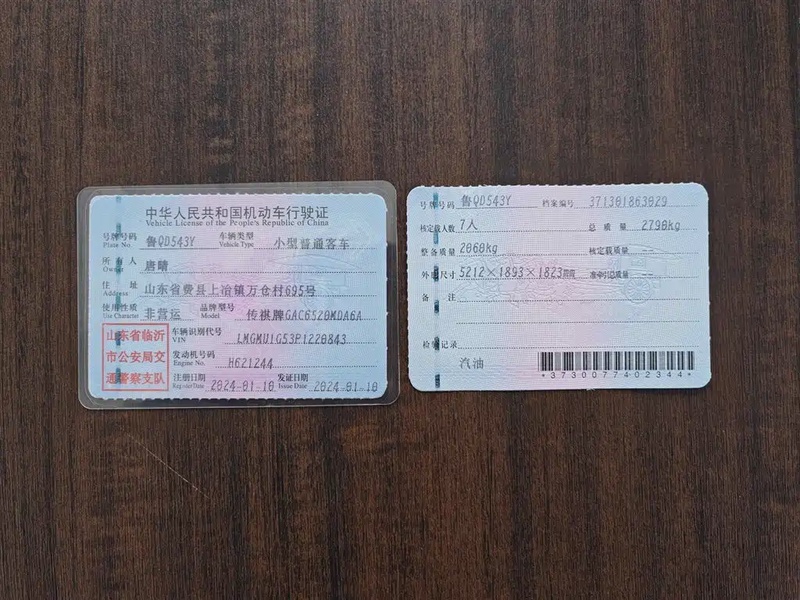 中华人民共和国机动车行驶证
Vehicle License of the People's Republic of China
号牌号码 鲁QD543Y 车辆类型 小型普通客车
Plate No. Vehicle Type
所有人 唐晴
Owner
住址 山东省费县上冶镇万仓村695号
Address
使用性质 非营运 品牌型号 传祺牌GAC6520MDA6A
Use Character Model
山东省临沂
市公安局交
通警察支队
车辆识别代号 LMGMU1G53P1220843
VIN
发动机号码 H621244
Engine No.
注册日期 2024-01-10 发证日期 2024-01-10
Register Date Issue Date
号牌号码 鲁QD543Y 档案编号 371301863029
核定载人数 7人 总质量 2790kg
整备质量 2060kg 核定载质量
外廓尺寸 5212×1893×1823mm 准牵引总质量
备注
检验记录
汽油
*3730077402344*